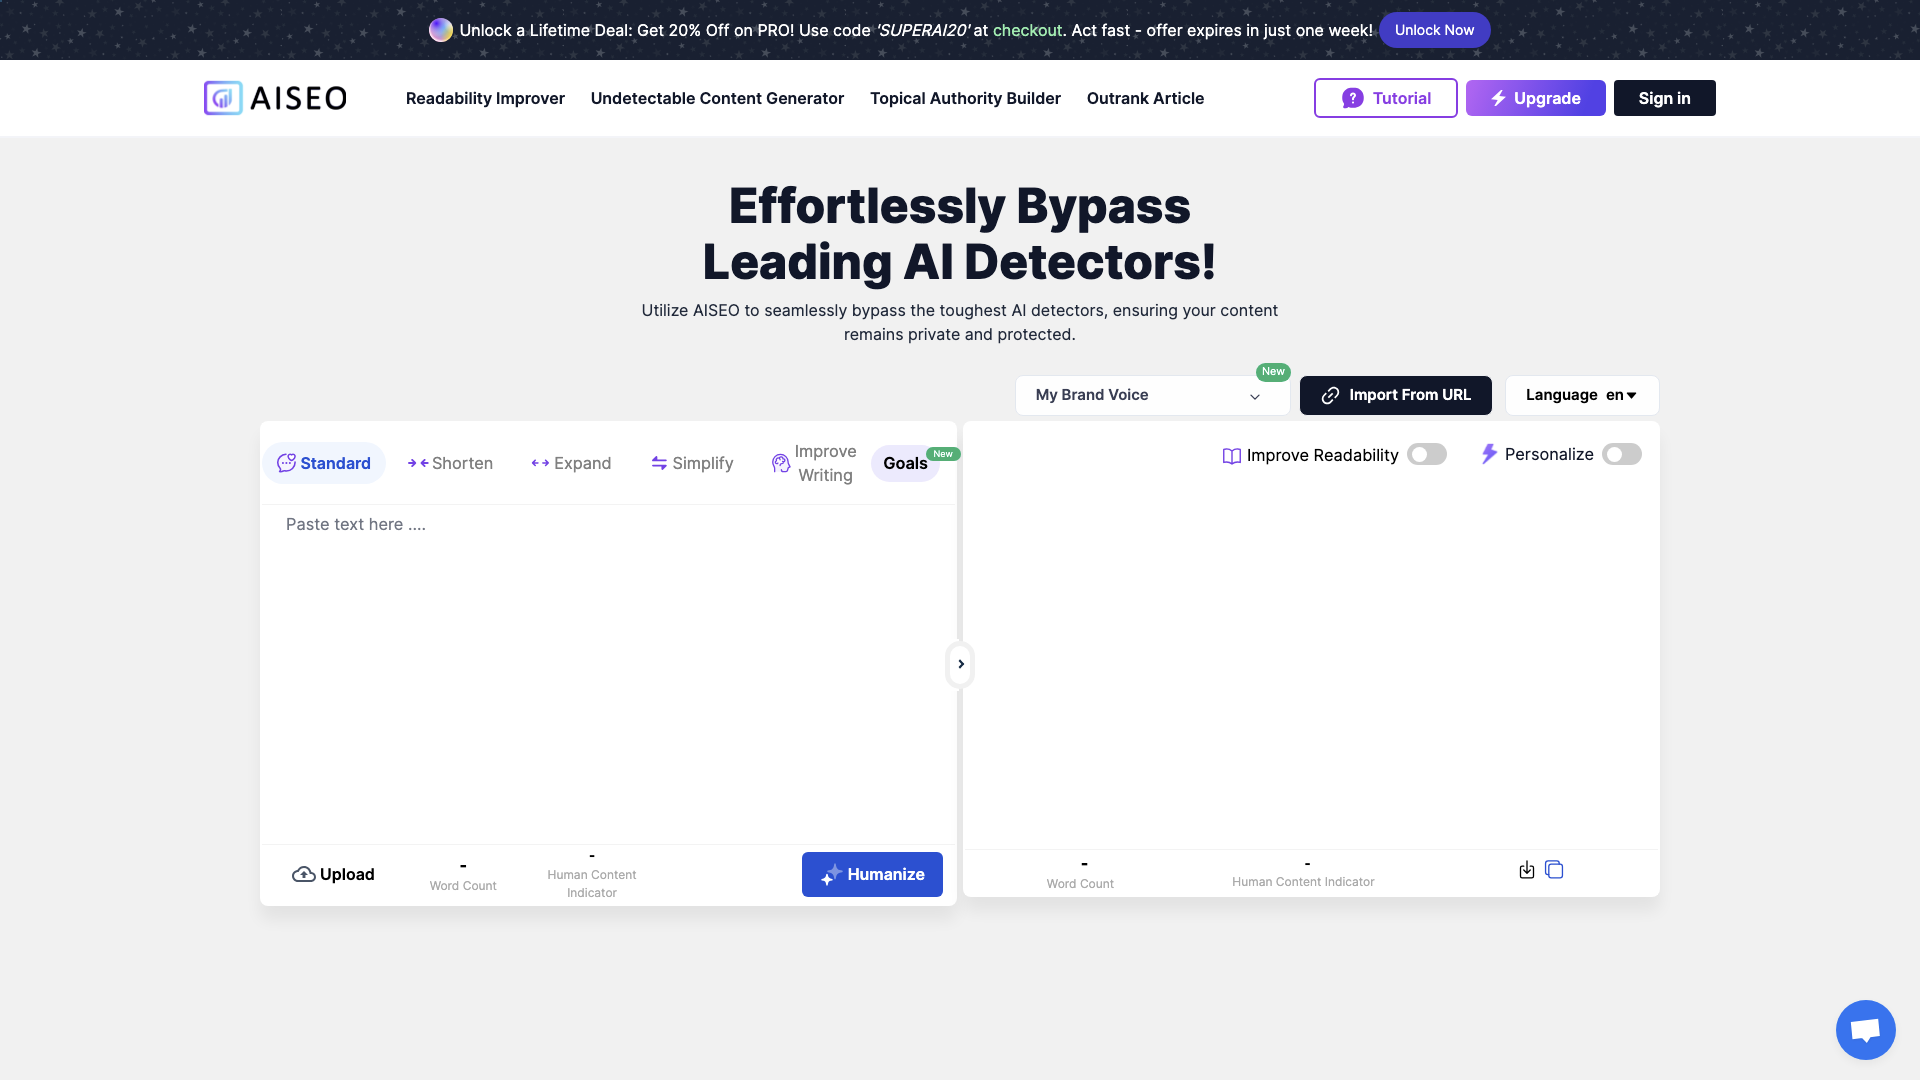 Unlock a Lifetime Deal: Get 20% Off on PRO! Use code 'SUPERAI20' at checkout. Act fast - offer expires in just one week! Unlock Now
AISEO Readability Improver Undetectable Content Generator Topical Authority Builder Outrank Article Tutorial Upgrade Sign in
Effortlessly Bypass
Leading AI Detectors!
Utilize AISEO to seamlessly bypass the toughest AI detectors, ensuring your content
remains private and protected.
New
My Brand Voice Import From URL Language en
Standard Shorten Expand Simplify Improve
Writing Goals New
Improve Readability Personalize
Paste text here ....
Upload
-
Word Count
-
Human Content
Indicator
Humanize
-
Word Count
-
Human Content Indicator